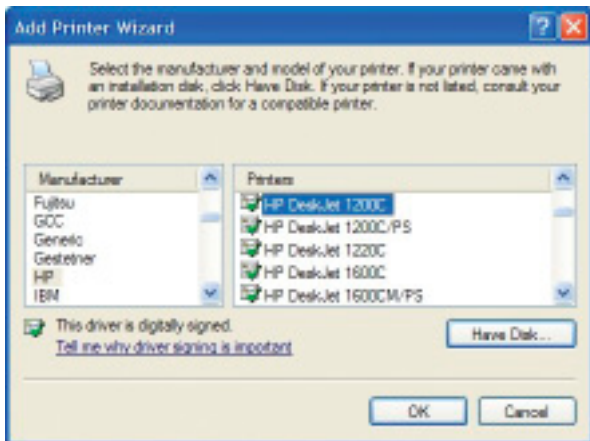 Add Printer Wizard
Select the manufacturer and model of your printer. If your printer came with
an installation disk, click Have Disk. If your printer is not listed, consult your
printer documentation for a compatible printer.
Manufacturer
Fujitsu
GCC
Generic
Gestetner
HP
IBM
Printers
HP DeskJet 1200C
HP DeskJet 1200C/PS
HP DeskJet 1220C
HP DeskJet 1600C
HP DeskJet 1600CM/PS
This driver is digitally signed.
Tell me why driver signing is important
Have Disk...
OK
Cancel